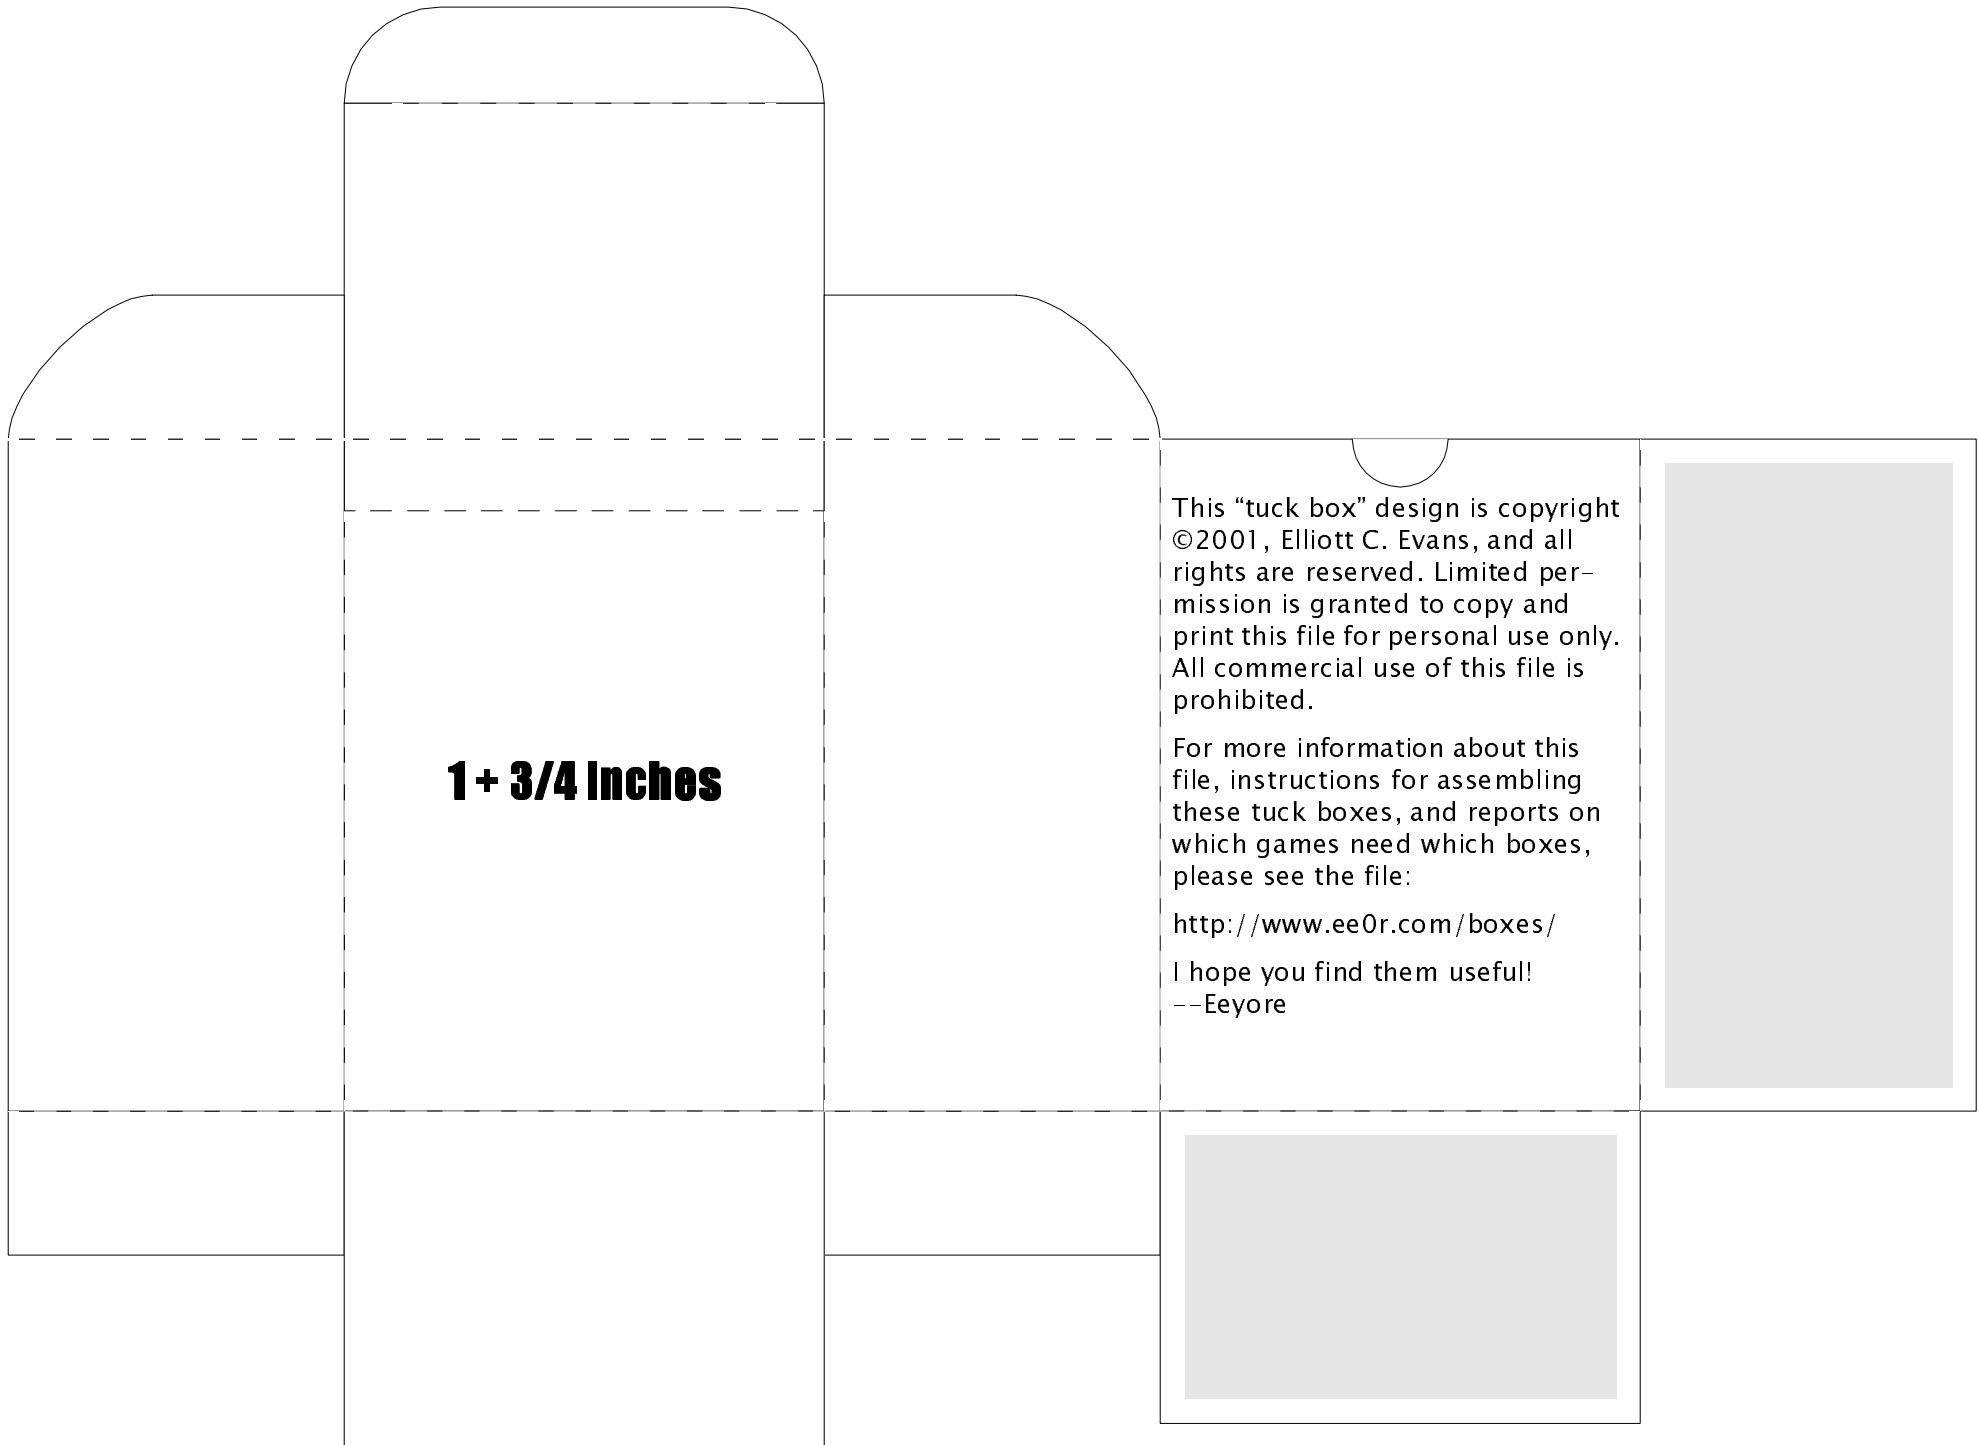 1 + 3/4 Inches
This “tuck box” design is copyright
©2001, Elliott C. Evans, and all
rights are reserved. Limited per-
mission is granted to copy and
print this file for personal use only.
All commercial use of this file is
prohibited.
For more information about this
file, instructions for assembling
these tuck boxes, and reports on
which games need which boxes,
please see the file:
http://www.ee0r.com/boxes/
I hope you find them useful!
--Eeyore